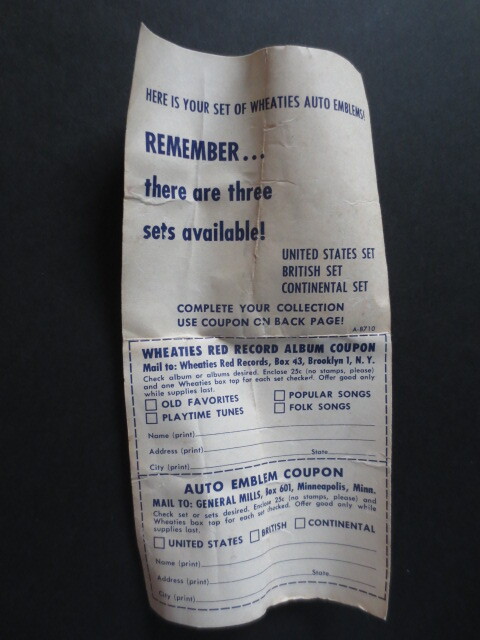 HERE IS YOUR SET OF WHEATIES AUTO EMBLEMS!
REMEMBER...
there are three
sets available!
UNITED STATES SET
BRITISH SET
CONTINENTAL SET
COMPLETE YOUR COLLECTION
USE COUPON ON BACK PAGE!
A-8710
WHEATIES RED RECORD ALBUM COUPON
Mail to: Wheaties Red Records, Box 43, Brooklyn 1, N. Y.
Check album or albums desired. Enclose 25c (no stamps, please)
and one Wheaties box top for each set checked. Offer good only
while supplies last.
OLD FAVORITES POPULAR SONGS
PLAYTIME TUNES FOLK SONGS
Name (print)
Address (print) State
City (print)
AUTO EMBLEM COUPON
MAIL TO: GENERAL MILLS, Box 601, Minneapolis, Minn.
Check set or sets desired. Enclose 25c (no stamps, please) and
Wheaties box top for each set checked. Offer good only while
supplies last.
UNITED STATES BRITISH CONTINENTAL
Name (print)
Address (print) State
City (print)